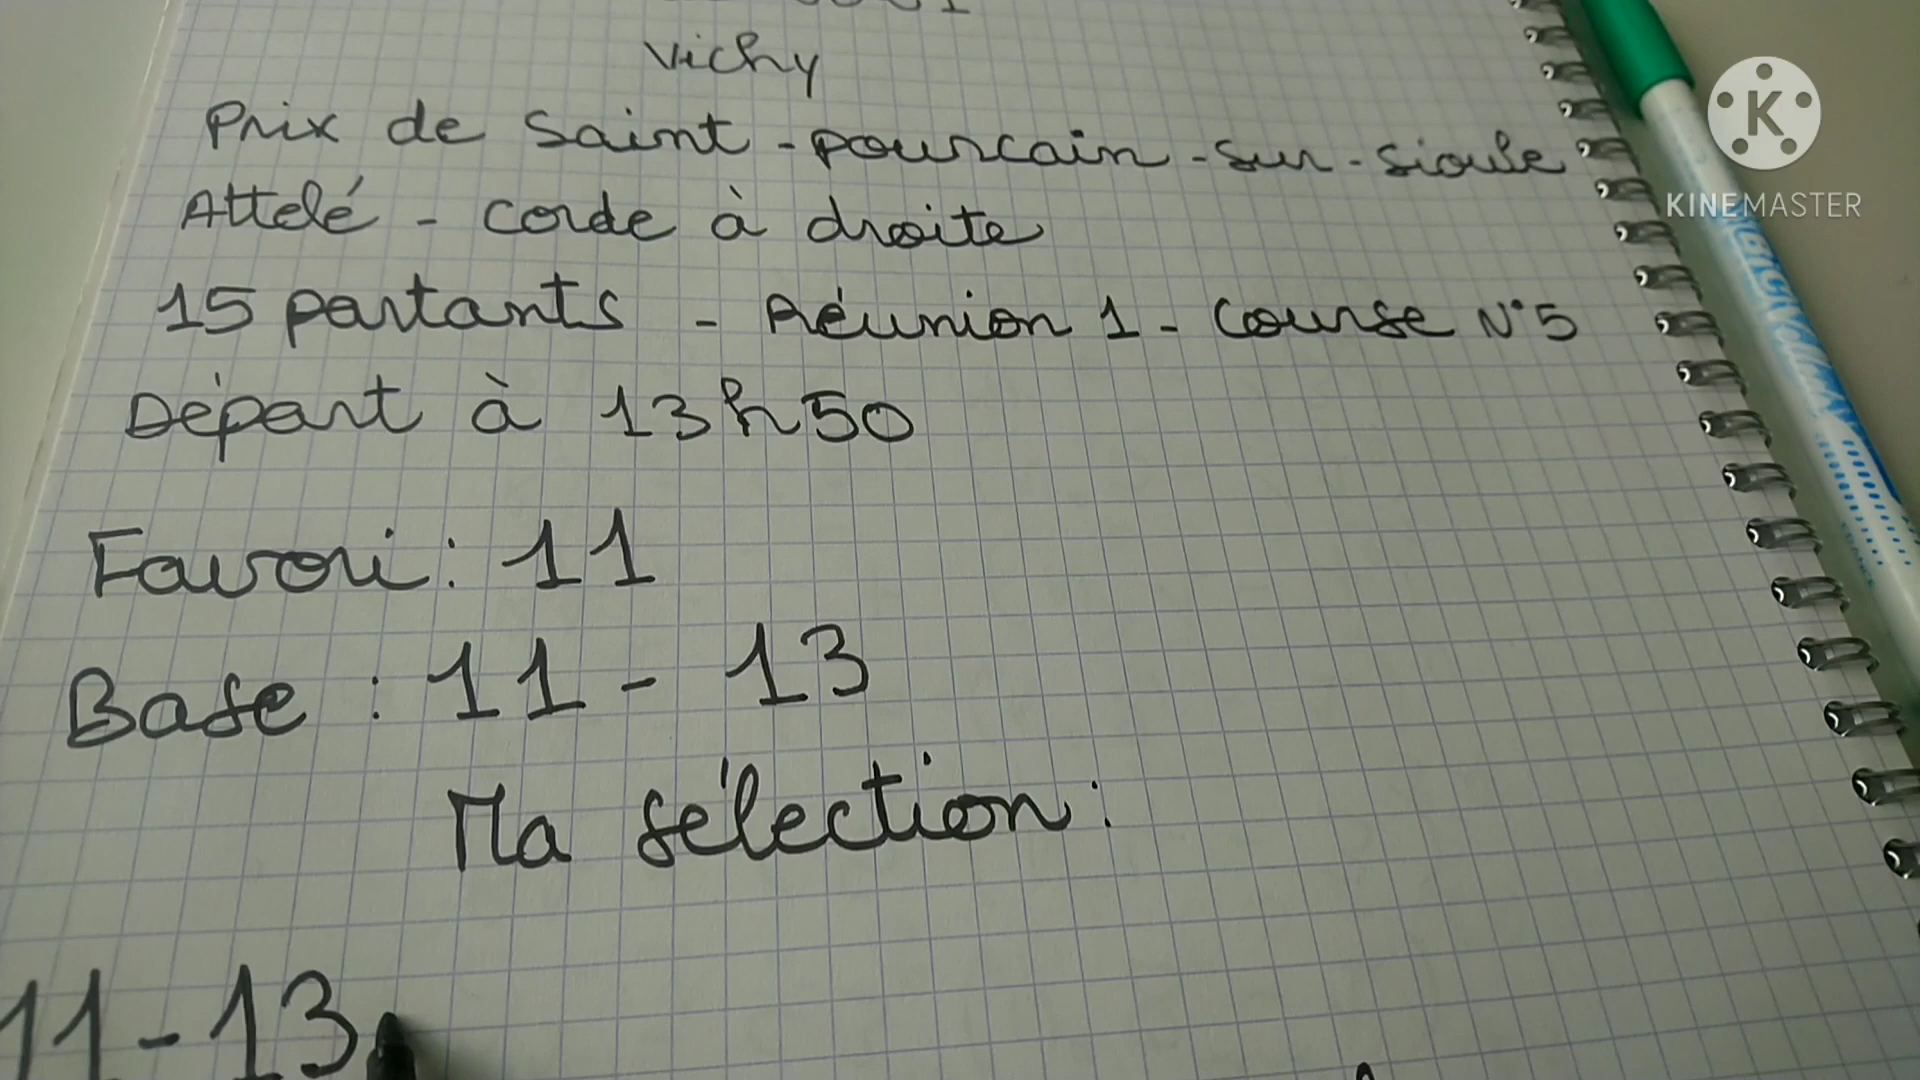 Vichy
Prix de Saint-pourcain-sur-sioule
Attelé - corde à droite
15 partants - Réunion 1 - Course N°5
Départ à 13h50
Favori : 11
Base : 11 - 13
Ma sélection :
11 - 13
K
KINEMASTER